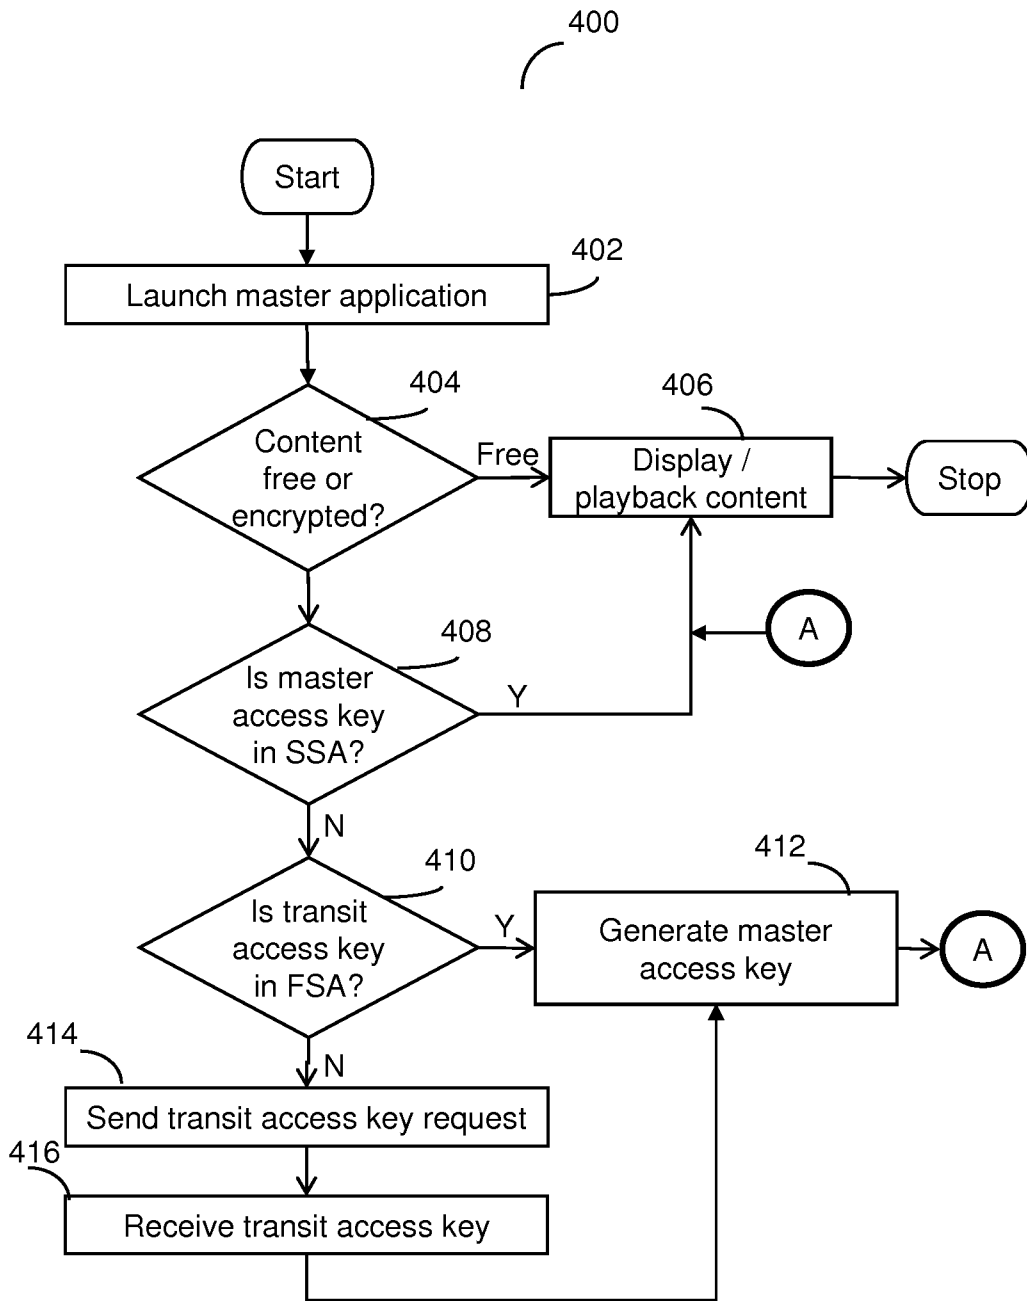 400
Start
402
Launch master application
404
406
Content
free or
encrypted?
Free
Display /
playback content
Stop
A
408
Is master
access key
in SSA?
Y
N
410
412
Is transit
access key
in FSA?
Y
Generate master
access key
A
414
N
Send transit access key request
416
Receive transit access key